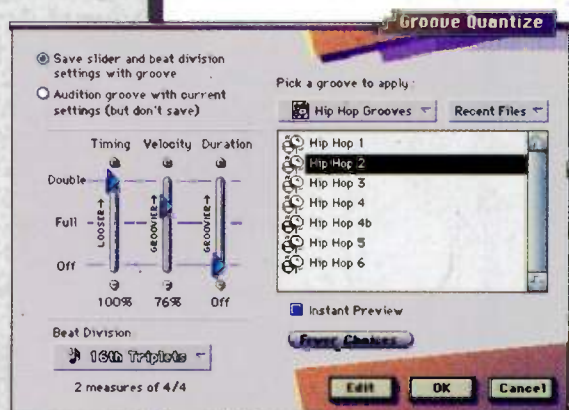 Groove Quantize
Save slider and beat division
settings with groove
Audition groove with current
settings (but don't save)
Timing Velocity Duration
Double
Full
Off
LOOSER→
GROOVIER→
GROOVIER→
100% 76% Off
Beat Division
16th Triplets
2 measures of 4/4
Pick a groove to apply:
Hip Hop Grooves
Recent Files
Hip Hop 1
Hip Hop 2
Hip Hop 3
Hip Hop 4
Hip Hop 4b
Hip Hop 5
Hip Hop 6
Instant Preview
Fewer Choices
Edit OK Cancel